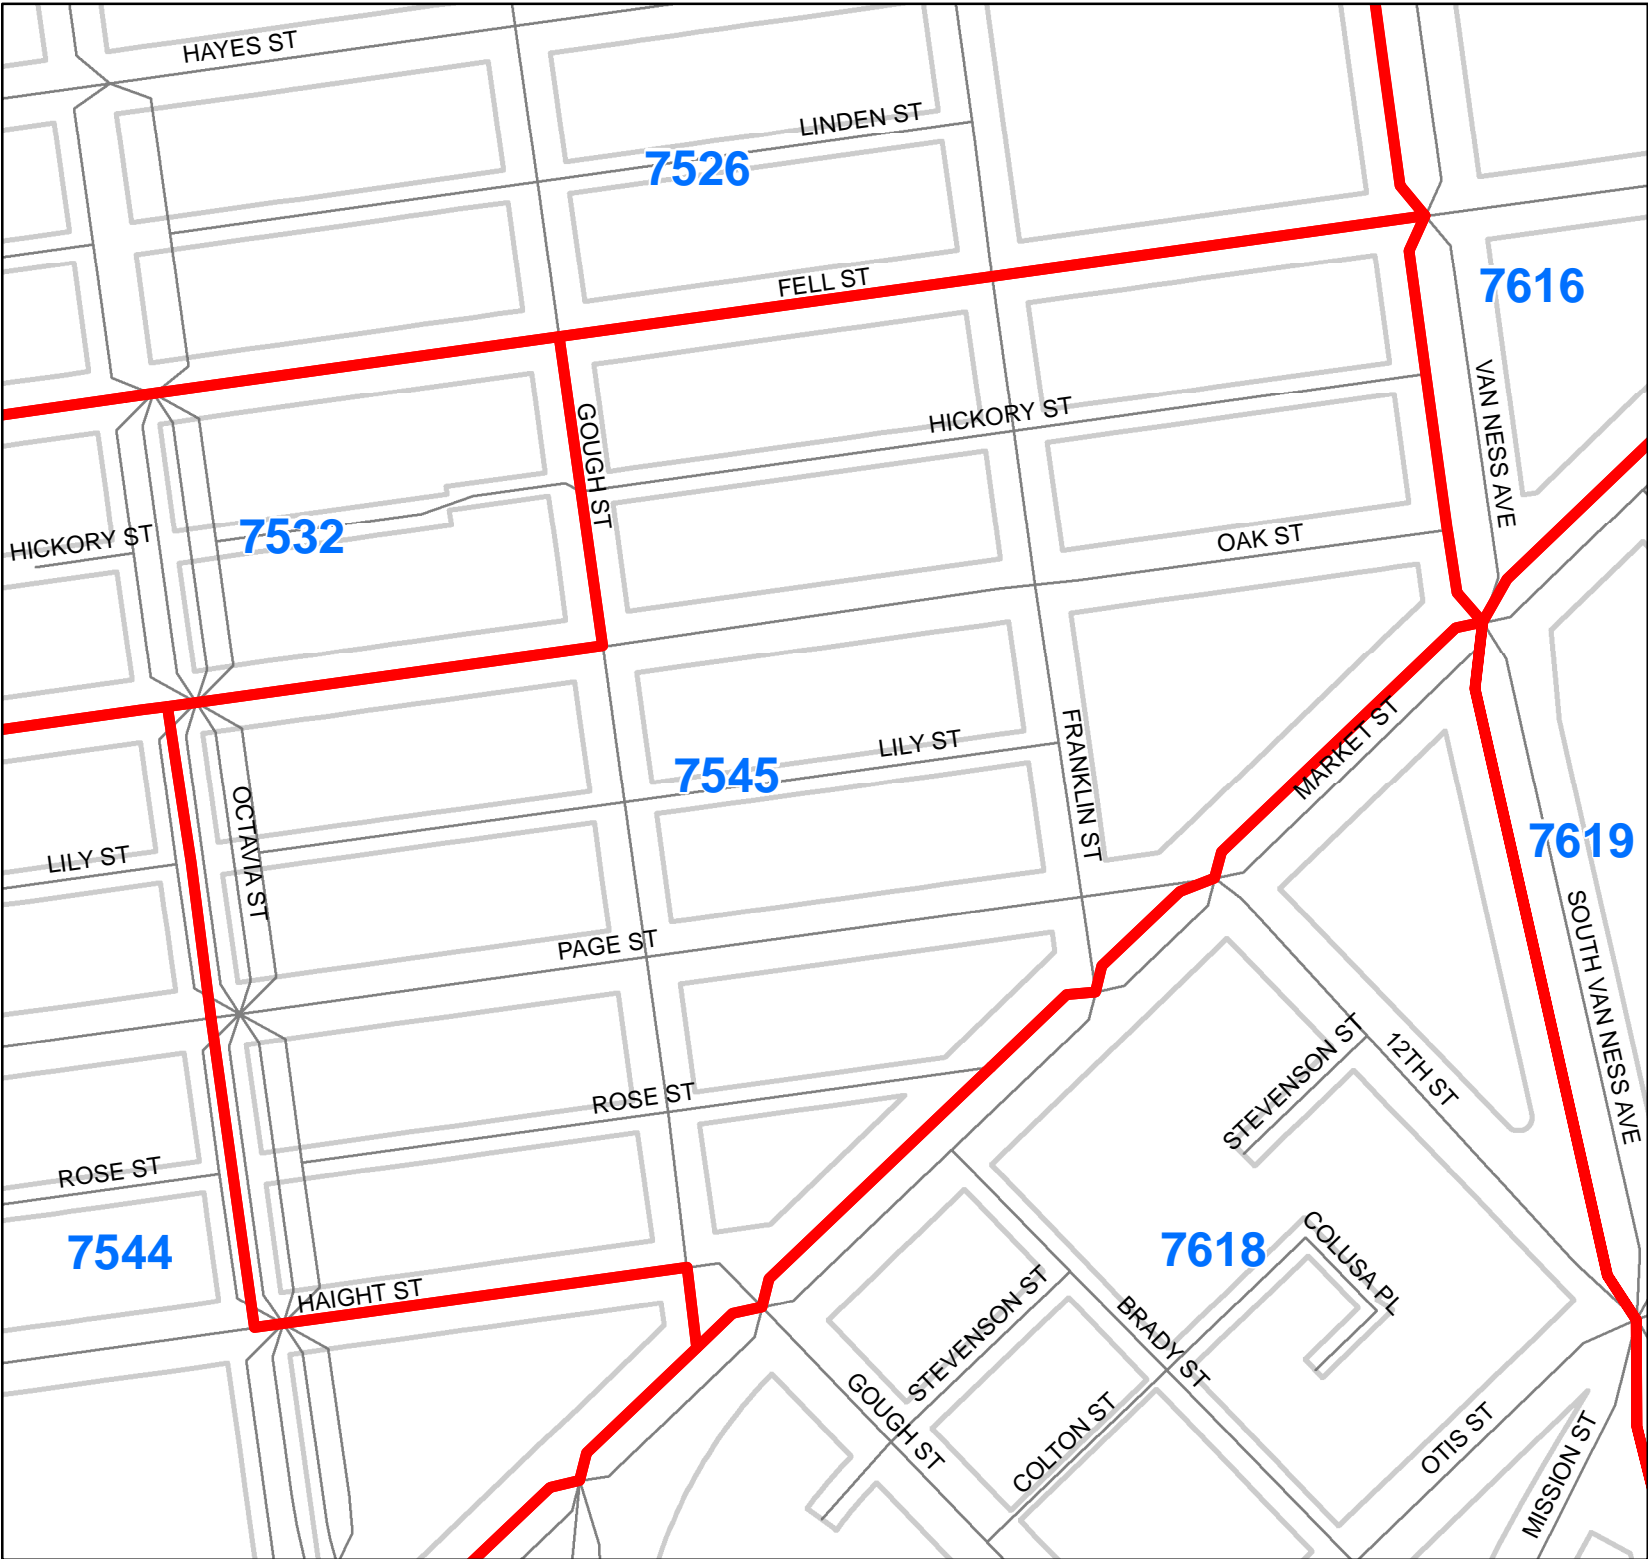 HAYES ST
LINDEN ST
7526
FELL ST
7616
VAN NESS AVE
GOUGH ST
HICKORY ST
HICKORY ST
7532
OAK ST
FRANKLIN ST
MARKET ST
LILY ST
7545
OCTAVIA ST
LILY ST
7619
SOUTH VAN NESS AVE
PAGE ST
STEVENSON ST
12TH ST
ROSE ST
ROSE ST
7544
HAIGHT ST
7618
COLUSA PL
STEVENSON ST
BRADY ST
GOUGH ST
COLTON ST
OTIS ST
MISSION ST